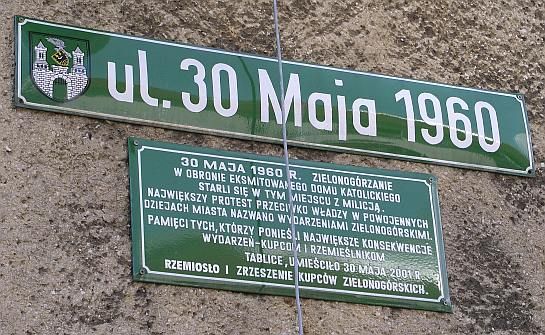 ul. 30 Maja 1960
30 MAJA 1960 R. ZIELONOGÓRZANIE
W OBRONIE EKSMITOWANEGO DOMU KATOLICKIEGO
STARLI SIĘ W TYM MIEJSCU Z MILICJĄ.
NAJWIĘKSZY PROTEST PRZECIWKO WŁADZY W POWOJENNYCH
DZIEJACH MIASTA NAZWANO WYDARZENIAMI ZIELONOGÓRSKIMI.
PAMIĘCI TYCH, KTÓRZY PONIEŚLI NAJWIĘKSZE KONSEKWENCJE
WYDARZEŃ-KUPCOM I RZEMIEŚLNIKOM
TABLICE, UMIEŚCIŁO 30 MAJA 2001 R.
RZEMIOSŁO I ZRZESZENIE KUPCÓW ZIELONOGÓRSKICH.